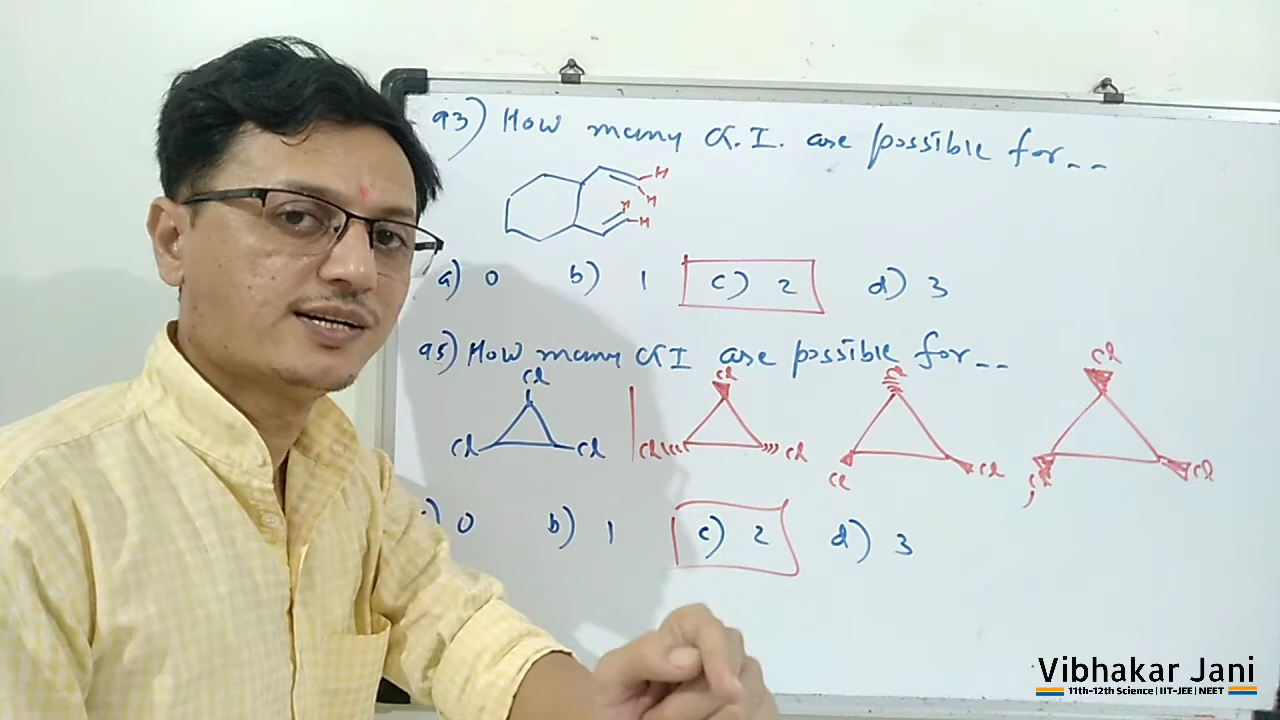 93) How many G.I. are possible for--
H
H
H
H
a) 0 b) 1 c) 2 d) 3
95) How many GI are possible for--
Cl Cl Cl Cl
Cl Cl Cl Cl Cl Cl Cl Cl
) 0 b) 1 c) 2 d) 3
Vibhakar Jani
11th-12th Science | IIT-JEE | NEET